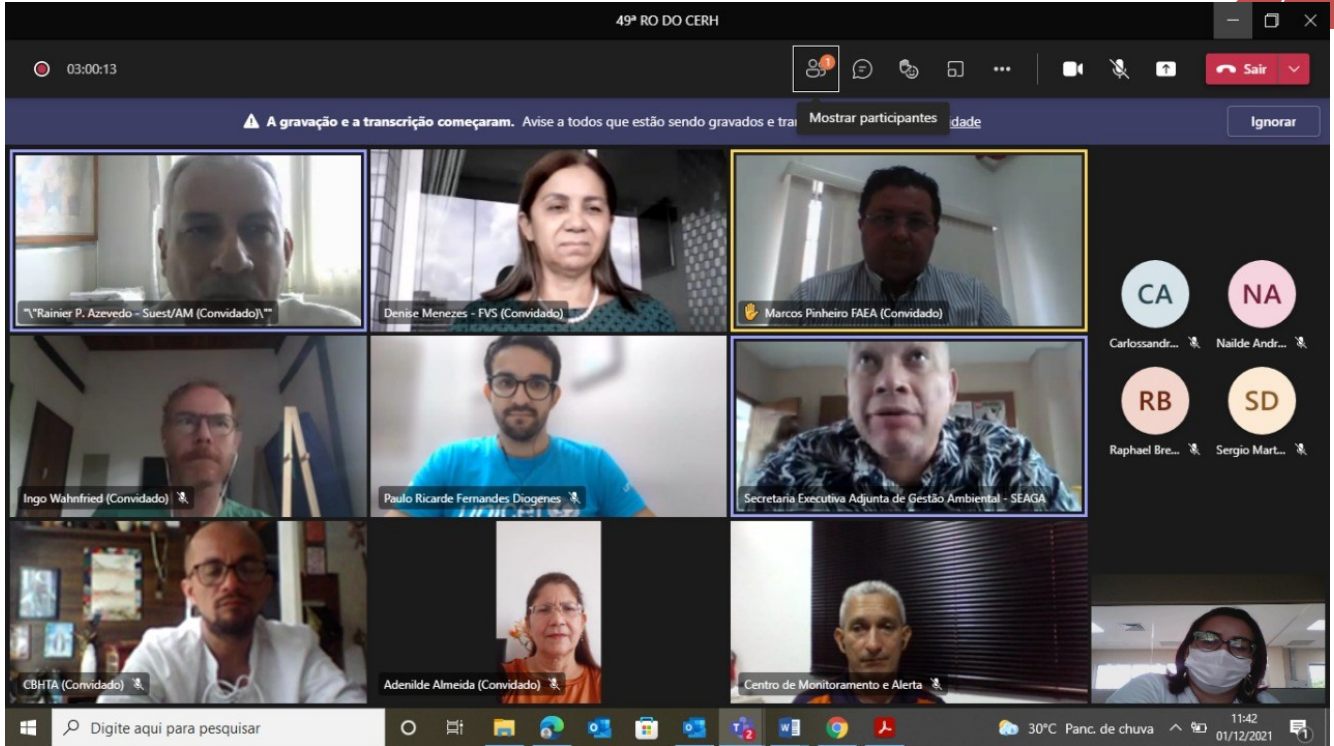 49ª RO DO CERH
03:00:13
1
Sair
A gravação e a transcrição começaram. Avise a todos que estão sendo gravados e tra
Mostrar participantes
idade
Ignorar
"\"Rainier P. Azevedo - Suest/AM (Convidado)\""
Denise Menezes - FVS (Convidado)
Marcos Pinheiro FAEA (Convidado)
CA
NA
Carlossandr...
Nailde Andr...
Ingo Wahnfried (Convidado)
Paulo Ricarde Fernandes Diogenes
Secretaria Executiva Adjunta de Gestão Ambiental - SEAGA
RB
SD
Raphael Bre...
Sergio Mart...
CBHTA (Convidado)
Adenilde Almeida (Convidado)
Centro de Monitoramento e Alerta
Digite aqui para pesquisar
30°C Panc. de chuva
11:42
01/12/2021
1